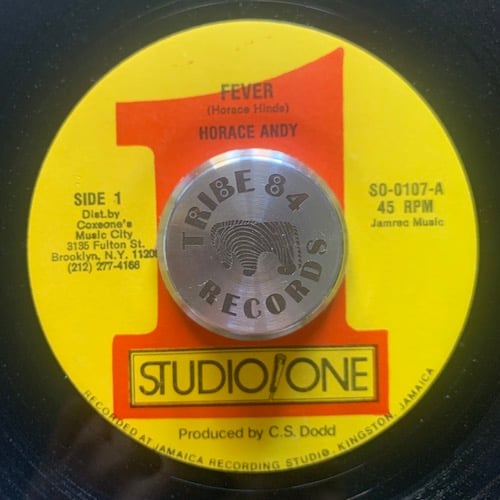 FEVER
(Horace Hinds)
HORACE ANDY
SIDE 1
Dist.by
Coxsone's
Music City
3135 Fulton St.
Brooklyn, N.Y. 11208
(212) 277-4166
SO-0107-A
45 RPM
Jamrec Music
TRIBE 84
RECORDS
STUDIO ONE
Produced by C.S. Dodd
RECORDED AT JAMAICA RECORDING STUDIO, KINGSTON, JAMAICA